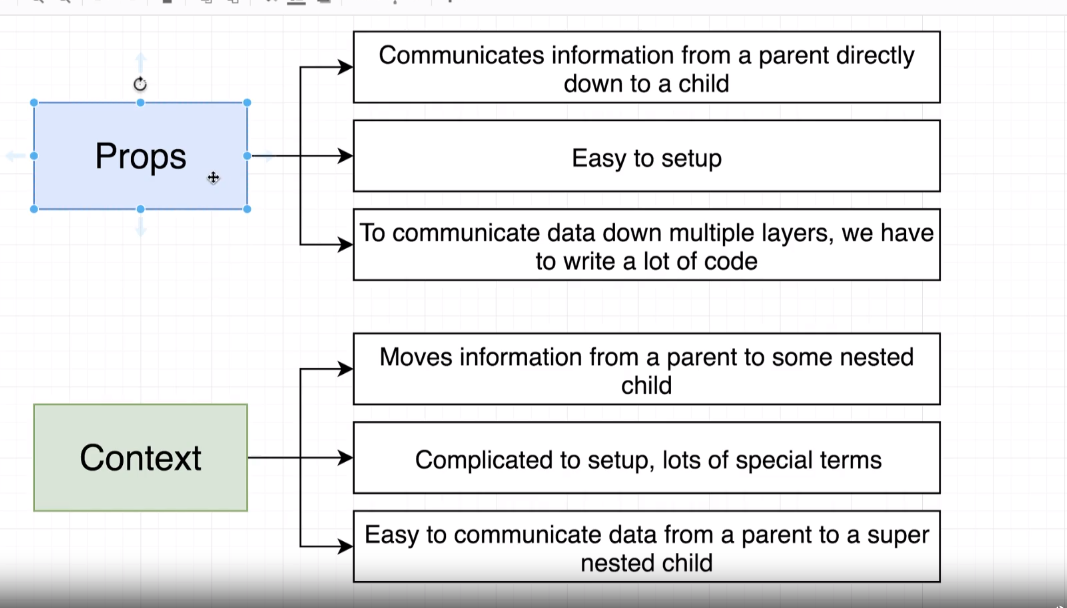 Props
Communicates information from a parent directly
down to a child
Easy to setup
To communicate data down multiple layers, we have
to write a lot of code
Context
Moves information from a parent to some nested
child
Complicated to setup, lots of special terms
Easy to communicate data from a parent to a super
nested child